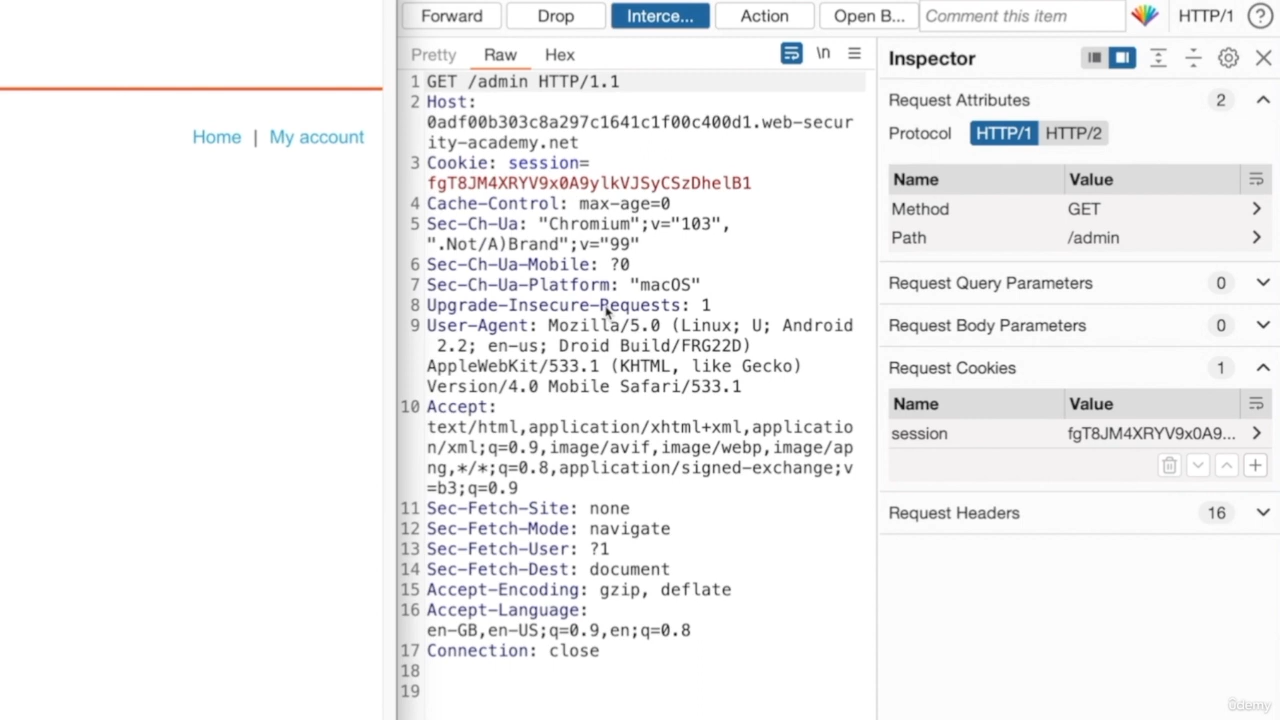 Forward Drop Interce... Action Open B... Comment this item HTTP/1 ?
Home | My account
Pretty Raw Hex \n
1 GET /admin HTTP/1.1
2 Host:
0adf00b303c8a297c1641c1f00c400d1.web-secur
ity-academy.net
3 Cookie: session=
fgT8JM4XRYV9x0A9ylkVJSyCSzDhelB1
4 Cache-Control: max-age=0
5 Sec-Ch-Ua: "Chromium";v="103",
".Not/A)Brand";v="99"
6 Sec-Ch-Ua-Mobile: ?0
7 Sec-Ch-Ua-Platform: "macOS"
8 Upgrade-Insecure-Requests: 1
9 User-Agent: Mozilla/5.0 (Linux; U; Android
2.2; en-us; Droid Build/FRG22D)
AppleWebKit/533.1 (KHTML, like Gecko)
Version/4.0 Mobile Safari/533.1
10 Accept:
text/html,application/xhtml+xml,applicatio
n/xml;q=0.9,image/avif,image/webp,image/ap
ng,*/*;q=0.8,application/signed-exchange;v
=b3;q=0.9
11 Sec-Fetch-Site: none
12 Sec-Fetch-Mode: navigate
13 Sec-Fetch-User: ?1
14 Sec-Fetch-Dest: document
15 Accept-Encoding: gzip, deflate
16 Accept-Language:
en-GB,en-US;q=0.9,en;q=0.8
17 Connection: close
18
19
Inspector
Request Attributes 2
Protocol HTTP/1 HTTP/2
Name Value
Method GET
Path /admin
Request Query Parameters 0
Request Body Parameters 0
Request Cookies 1
Name Value
session fgT8JM4XRYV9x0A9...
Request Headers 16
ûdemy